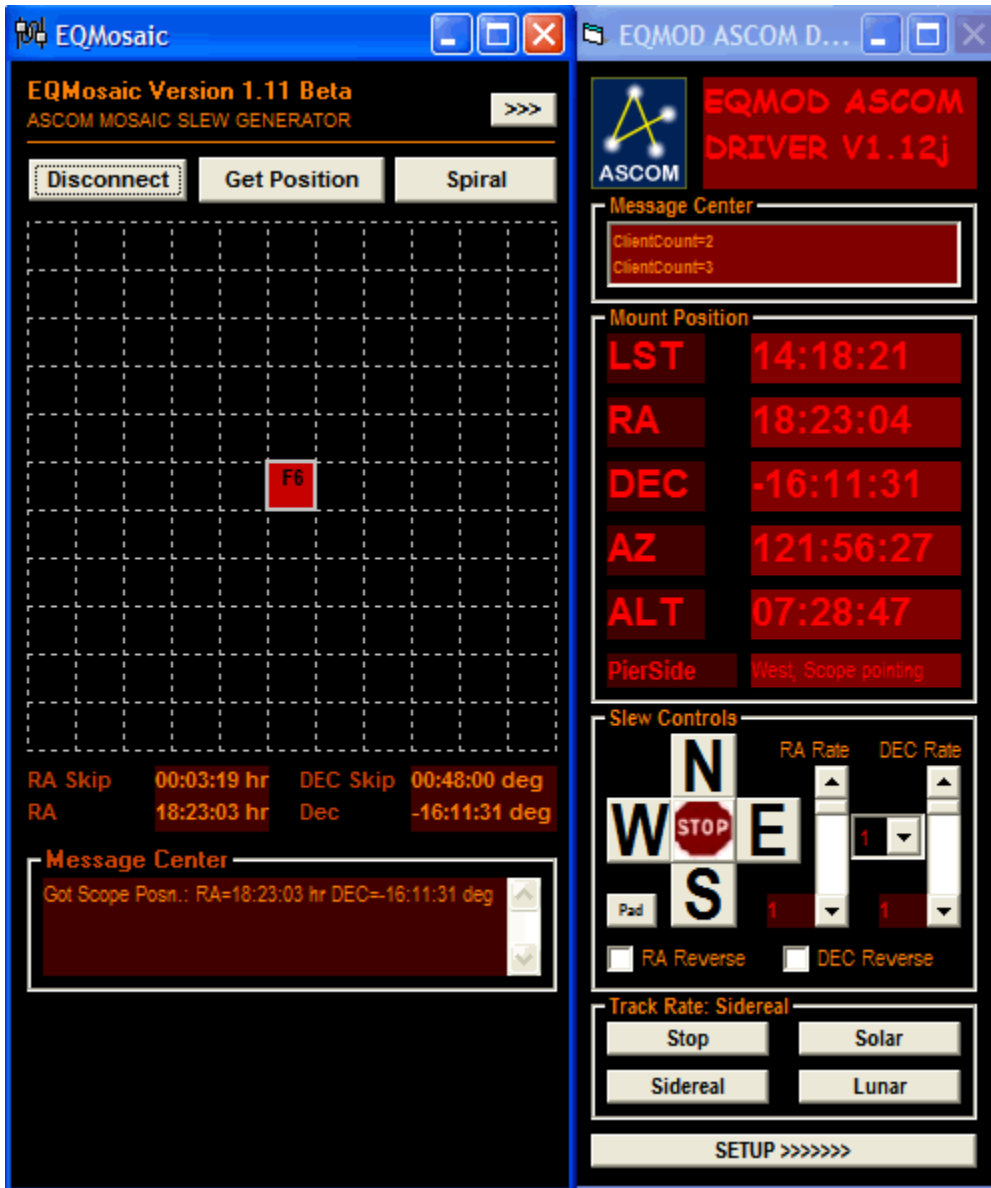 EQMosaic
EQMosaic Version 1.11 Beta
ASCOM MOSAIC SLEW GENERATOR
>>>
Disconnect Get Position Spiral
F6
RA Skip 00:03:19 hr DEC Skip 00:48:00 deg
RA 18:23:03 hr Dec -16:11:31 deg
Message Center
Got Scope Posn.: RA=18:23:03 hr DEC=-16:11:31 deg
EQMOD ASCOM D...
ASCOM
EQMOD ASCOM
DRIVER V1.12j
Message Center
ClientCount=2
ClientCount=3
Mount Position
LST 14:18:21
RA 18:23:04
DEC -16:11:31
AZ 121:56:27
ALT 07:28:47
PierSide West, Scope pointing
Slew Controls
RA Rate DEC Rate
N
W STOP E
S
1
Pad
1 1
RA Reverse DEC Reverse
Track Rate: Sidereal
Stop Solar
Sidereal Lunar
SETUP >>>>>>>